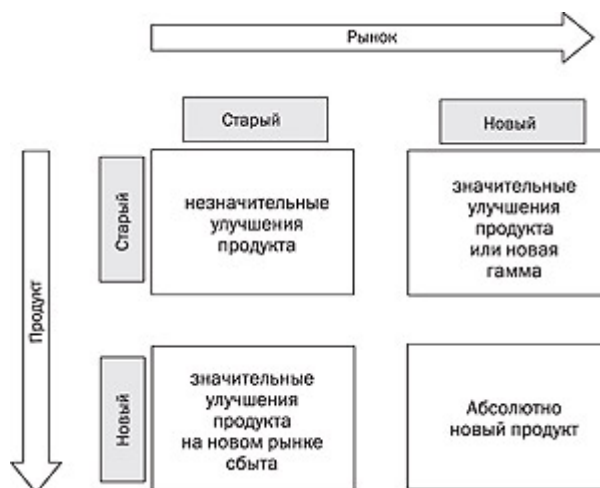 Рынок
Старый
Новый
Продукт
Старый
незначительные
улучшения
продукта
значительные
улучшения
продукта
или новая
гамма
Новый
значительные
улучшения
продукта
на новом рынке
сбыта
Абсолютно
новый продукт